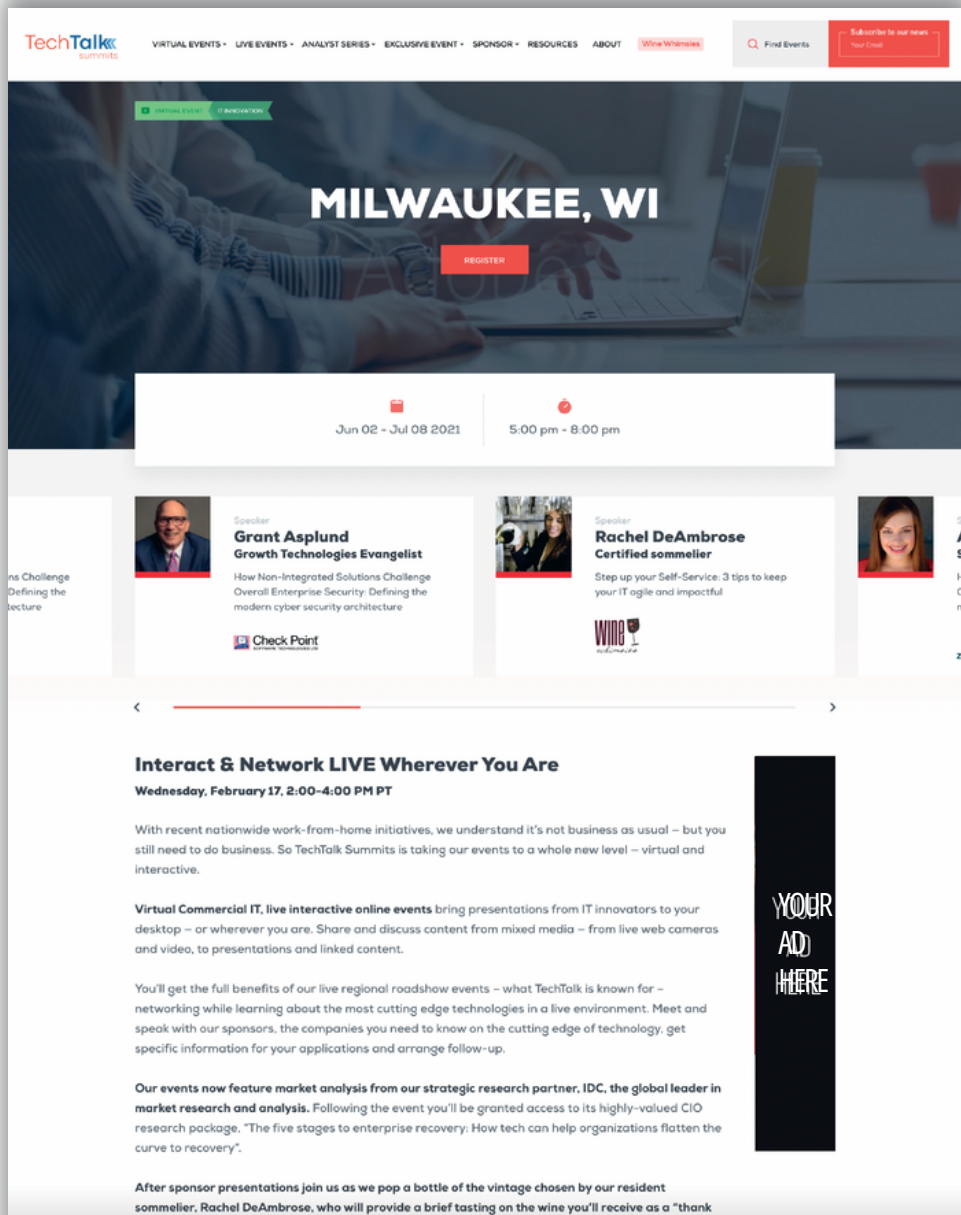 TechTalk
summits
VIRTUAL EVENTS
LIVE EVENTS
ANALYST SERIES
EXCLUSIVE EVENT
SPONSOR
RESOURCES
ABOUT
Wine Whimsies
Find Events
Subscribe to our news
Your Email
VIRTUAL EVENT
IT INNOVATION
MILWAUKEE, WI
REGISTER
Jun 02 - Jul 08 2021
5:00 pm - 8:00 pm
ns Challenge
Defining the
tecture
Speaker
Grant Asplund
Growth Technologies Evangelist
How Non-Integrated Solutions Challenge
Overall Enterprise Security: Defining the
modern cyber security architecture
Check Point
SOFTWARE TECHNOLOGIES LTD
Speaker
Rachel DeAmbrose
Certified sommelier
Step up your Self-Service: 3 tips to keep
your IT agile and impactful
WINE
Interact & Network LIVE Wherever You Are
Wednesday, February 17, 2:00-4:00 PM PT
With recent nationwide work-from-home initiatives, we understand it's not business as usual – but you
still need to do business. So TechTalk Summits is taking our events to a whole new level – virtual and
interactive.
Virtual Commercial IT, live interactive online events bring presentations from IT innovators to your
desktop – or wherever you are. Share and discuss content from mixed media – from live web cameras
and video, to presentations and linked content.
You'll get the full benefits of our live regional roadshow events – what TechTalk is known for –
networking while learning about the most cutting edge technologies in a live environment. Meet and
speak with our sponsors, the companies you need to know on the cutting edge of technology, get
specific information for your applications and arrange follow-up.
Our events now feature market analysis from our strategic research partner, IDC, the global leader in
market research and analysis. Following the event you'll be granted access to its highly-valued CIO
research package, "The five stages to enterprise recovery: How tech can help organizations flatten the
curve to recovery".
After sponsor presentations join us as we pop a bottle of the vintage chosen by our resident
sommelier, Rachel DeAmbrose, who will provide a brief tasting on the wine you'll receive as a "thank
YOUR
AD
HERE